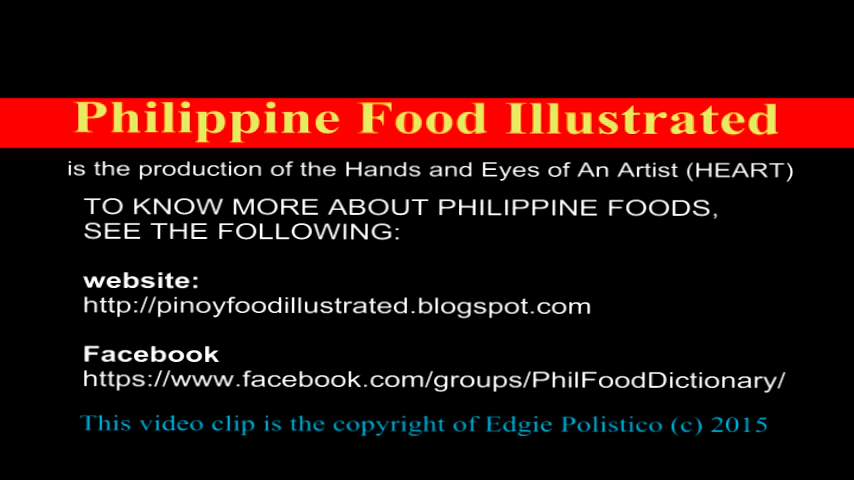 Philippine Food Illustrated
is the production of the Hands and Eyes of An Artist (HEART)
TO KNOW MORE ABOUT PHILIPPINE FOODS,
SEE THE FOLLOWING:
website:
http://pinoyfoodillustrated.blogspot.com
Facebook
https://www.facebook.com/groups/PhilFoodDictionary/
This video clip is the copyright of Edgie Polistico (c) 2015